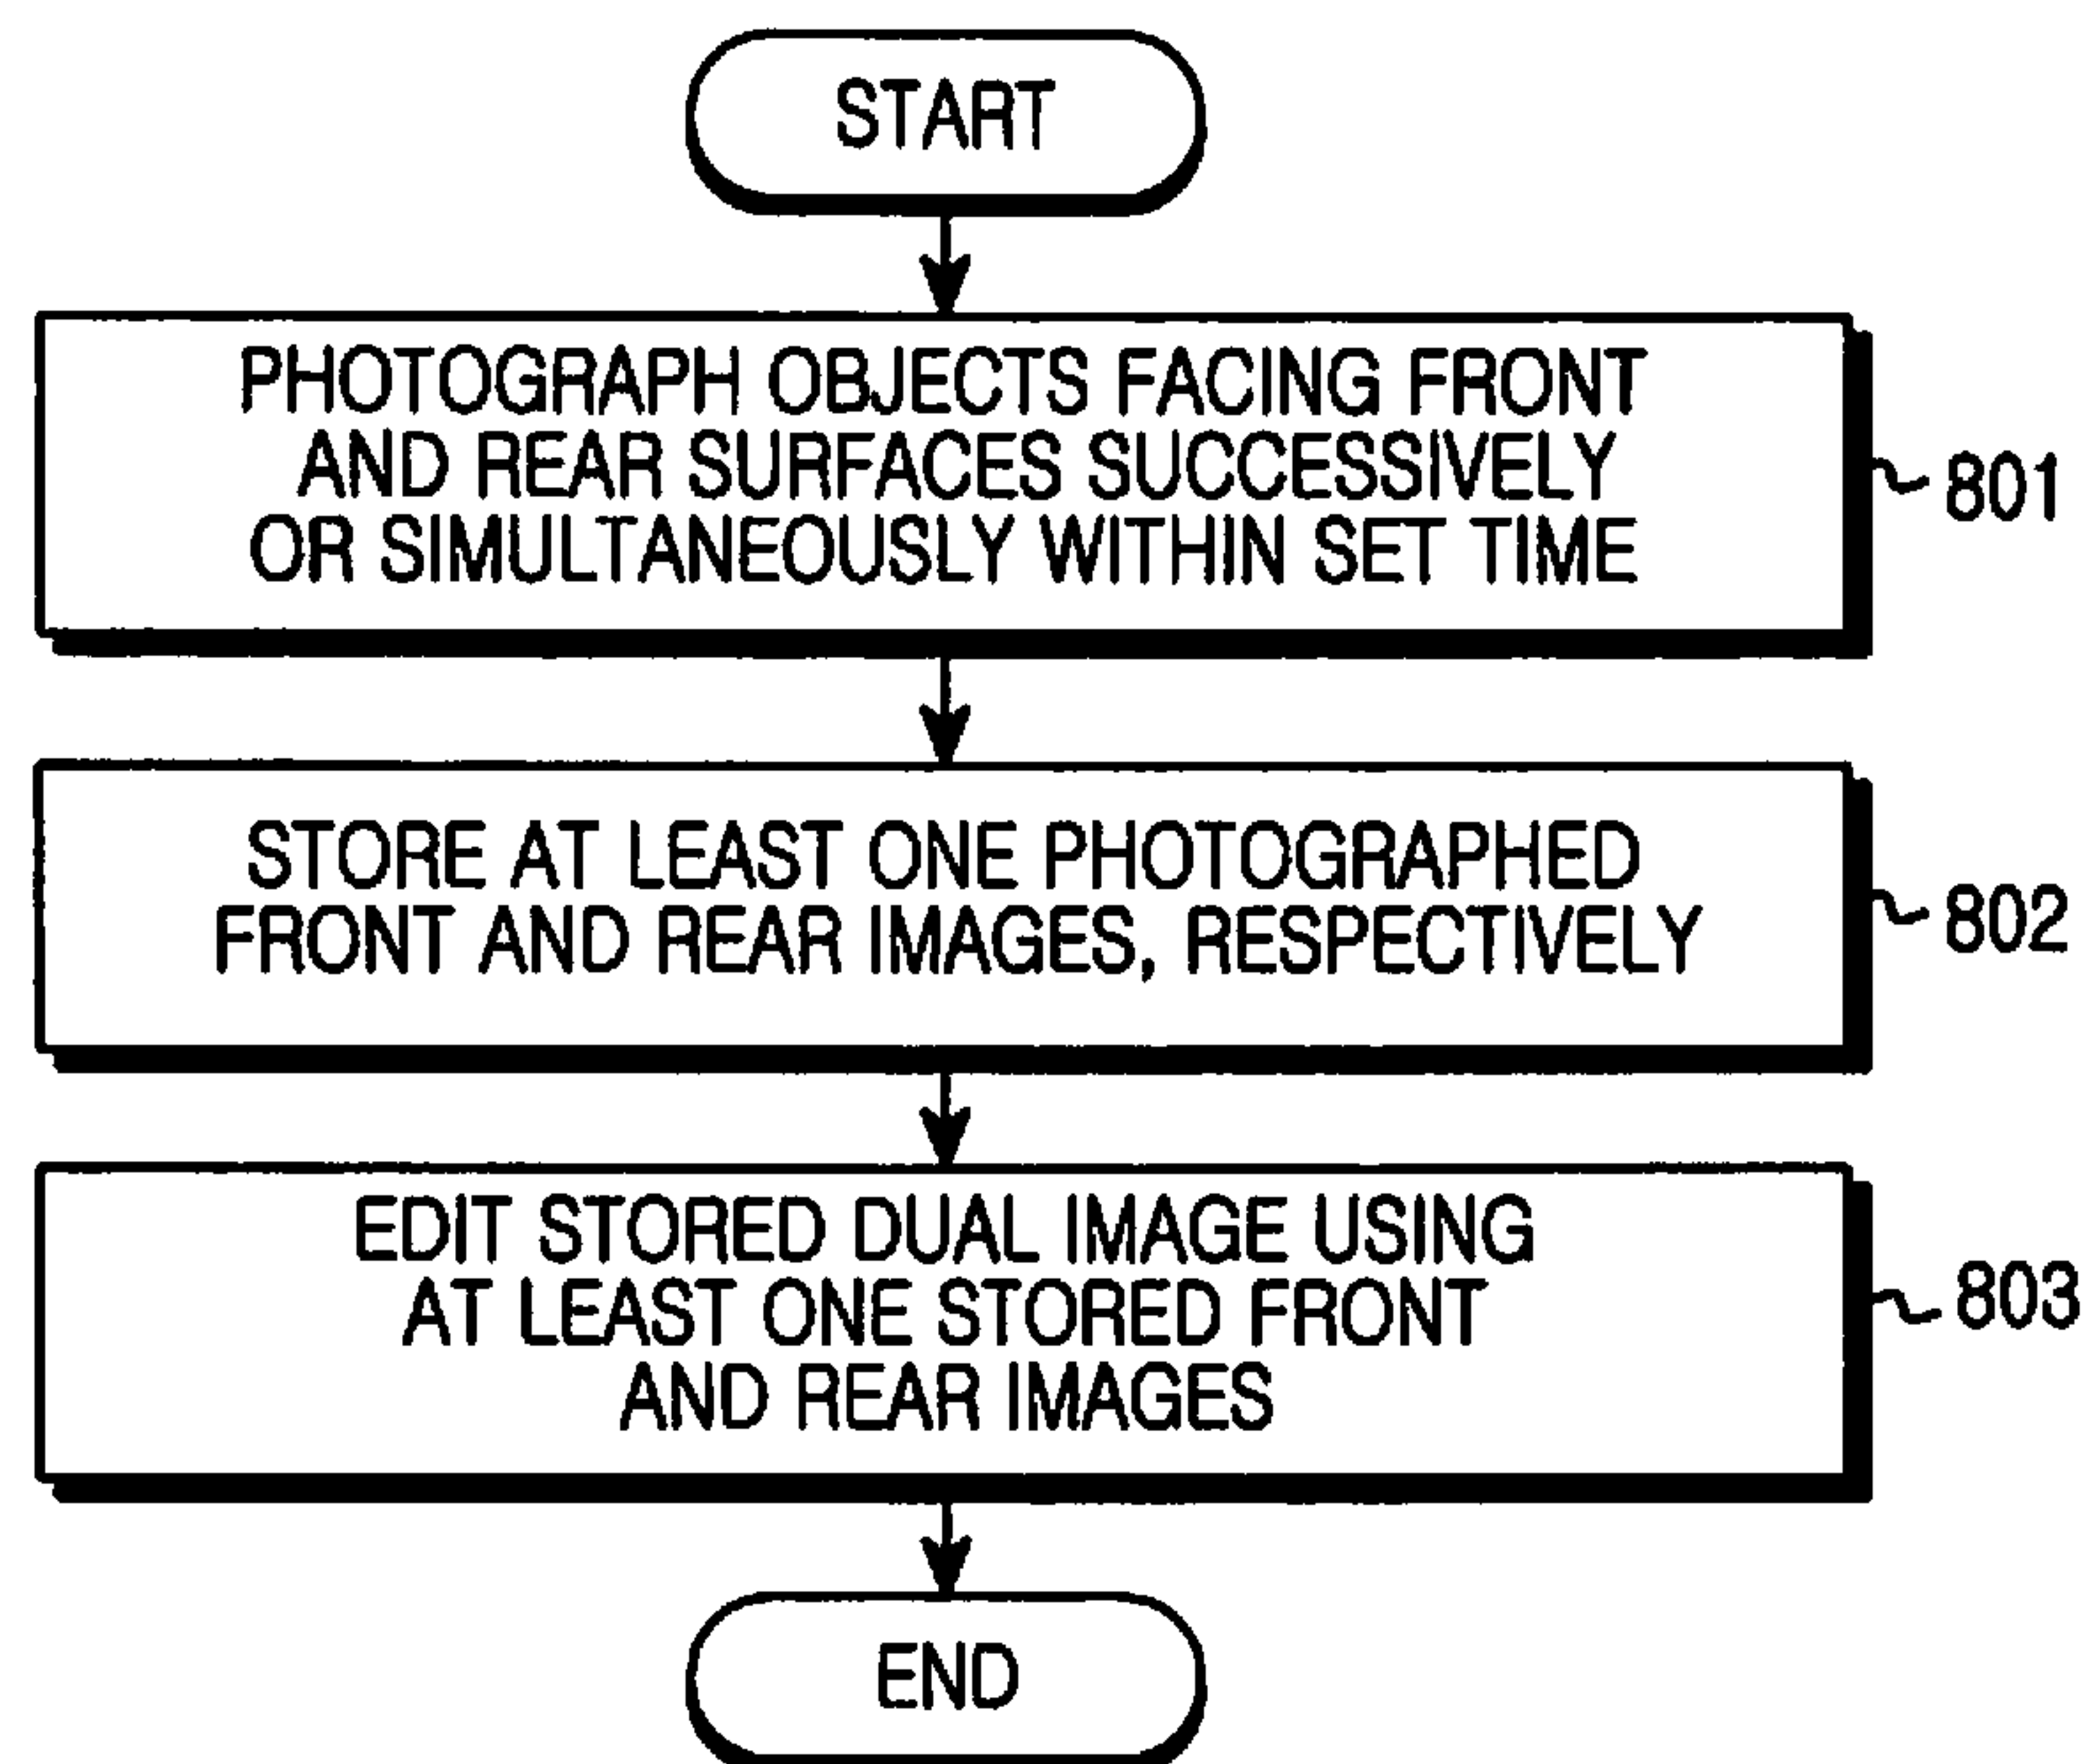 START
PHOTOGRAPH OBJECTS FACING FRONT
AND REAR SURFACES SUCCESSIVELY
OR SIMULTANEOUSLY WITHIN SET TIME
801
STORE AT LEAST ONE PHOTOGRAPHED
FRONT AND REAR IMAGES, RESPECTIVELY
802
EDIT STORED DUAL IMAGE USING
AT LEAST ONE STORED FRONT
AND REAR IMAGES
803
END